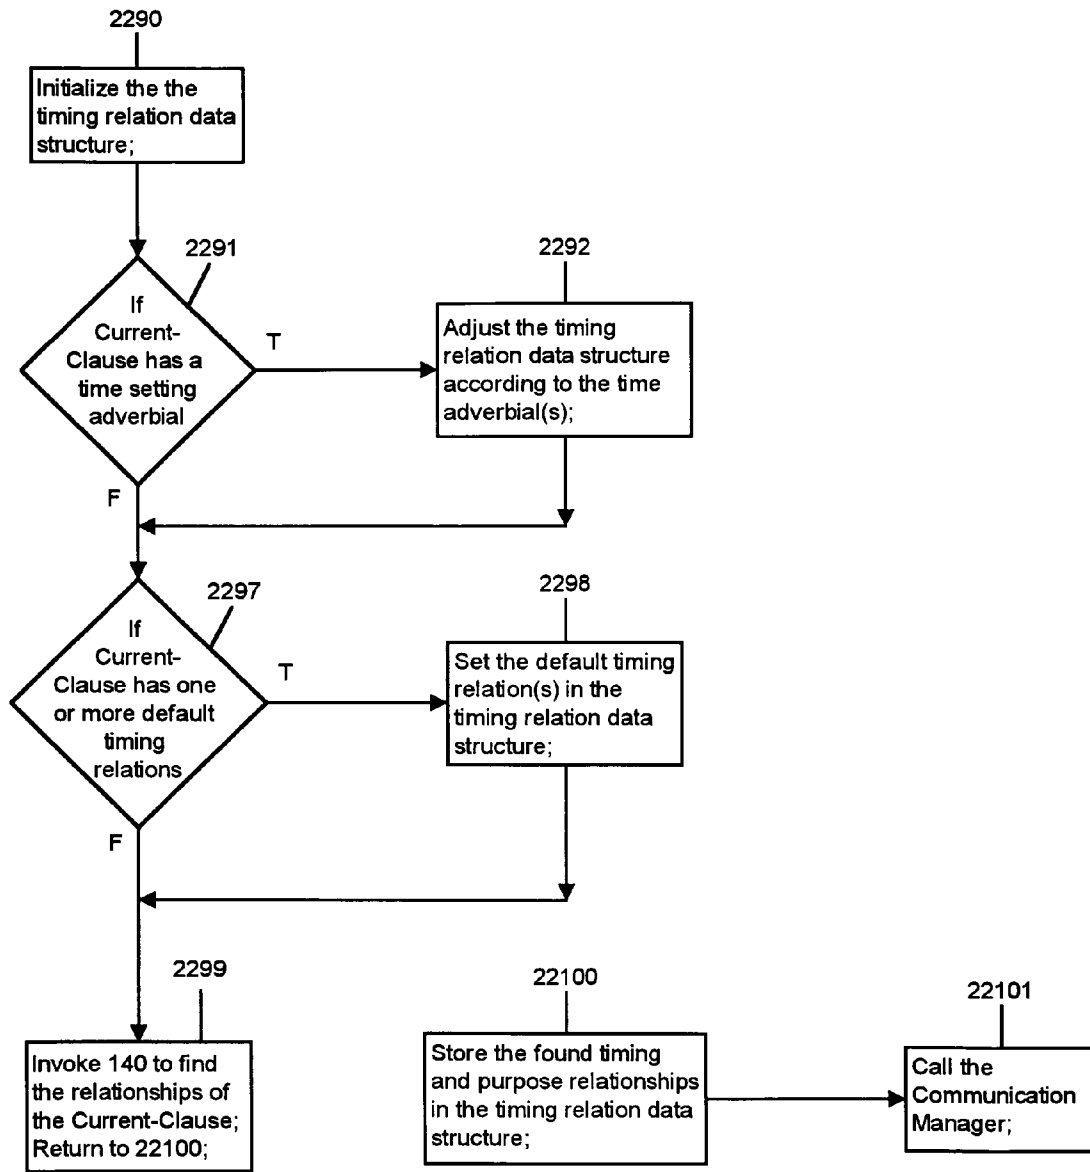 2290
Initialize the the
timing relation data
structure;
2291
If
Current-
Clause has a
time setting
adverbial
T
F
2292
Adjust the timing
relation data structure
according to the time
adverbial(s);
2297
If
Current-
Clause has one
or more default
timing
relations
T
F
2298
Set the default timing
relation(s) in the
timing relation data
structure;
2299
Invoke 140 to find
the relationships of
the Current-Clause;
Return to 22100;
22100
Store the found timing
and purpose relationships
in the timing relation data
structure;
22101
Call the
Communication
Manager;